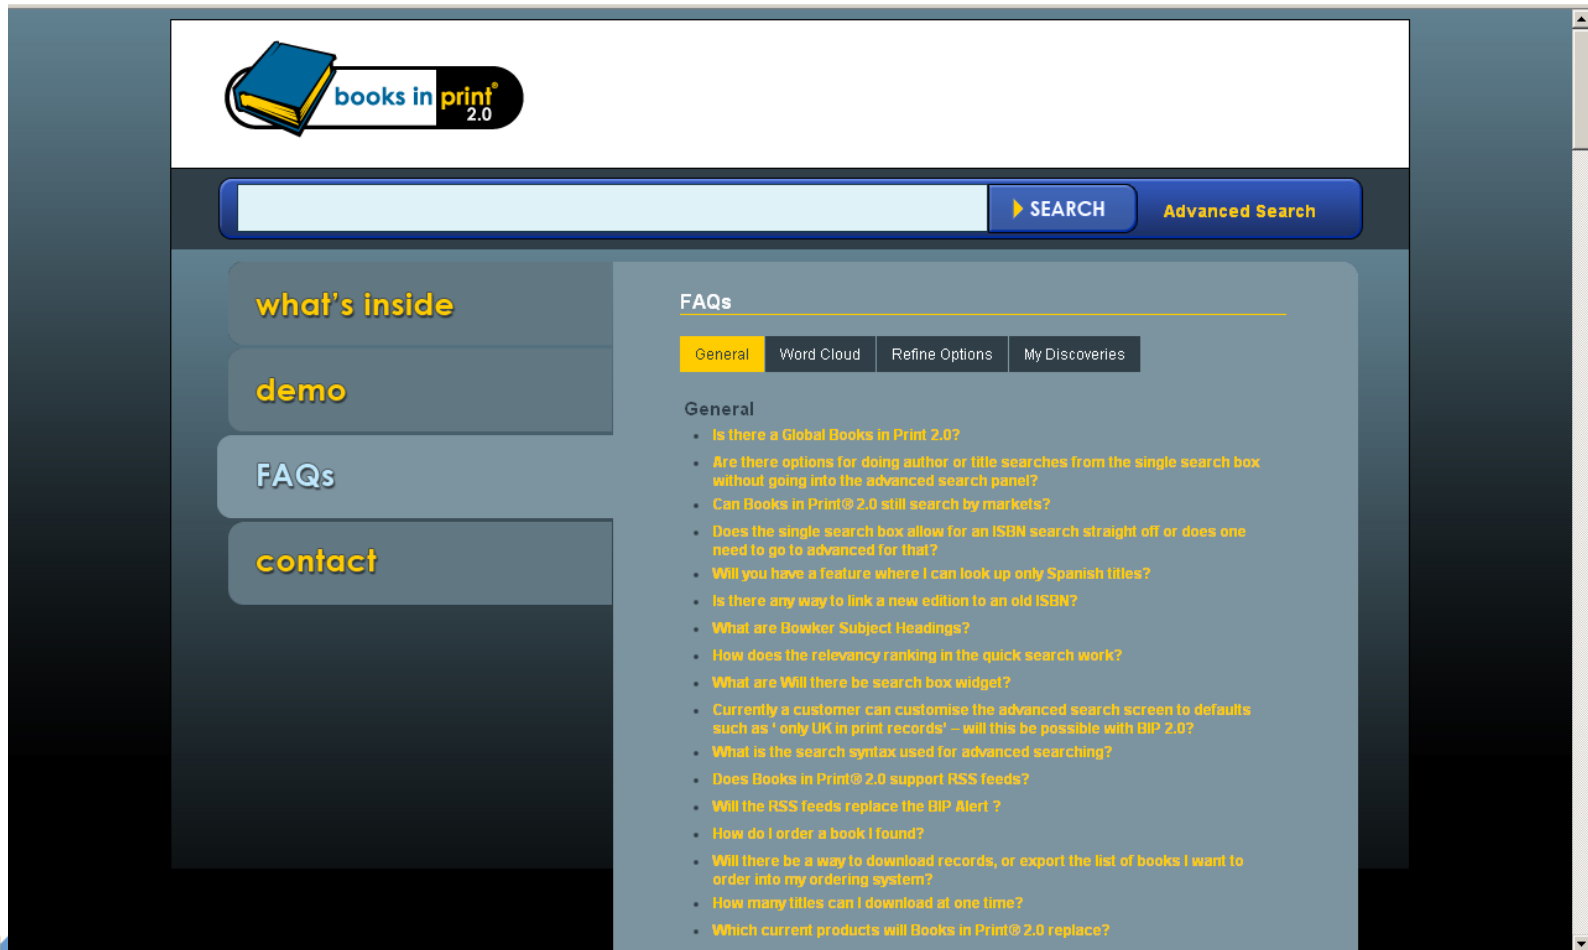 books in print®
2.0
SEARCH
Advanced Search
what's inside
demo
FAQs
contact
FAQs
General
Word Cloud
Refine Options
My Discoveries
General
Is there a Global Books in Print 2.0?
Are there options for doing author or title searches from the single search box
without going into the advanced search panel?
Can Books in Print® 2.0 still search by markets?
Does the single search box allow for an ISBN search straight off or does one
need to go to advanced for that?
Will you have a feature where I can look up only Spanish titles?
Is there any way to link a new edition to an old ISBN?
What are Bowker Subject Headings?
How does the relevancy ranking in the quick search work?
What are Will there be search box widget?
Currently a customer can customise the advanced search screen to defaults
such as ' only UK in print records' – will this be possible with BIP 2.0?
What is the search syntax used for advanced searching?
Does Books in Print® 2.0 support RSS feeds?
Will the RSS feeds replace the BIP Alert ?
How do I order a book I found?
Will there be a way to download records, or export the list of books I want to
order into my ordering system?
How many titles can I download at one time?
Which current products will Books in Print® 2.0 replace?